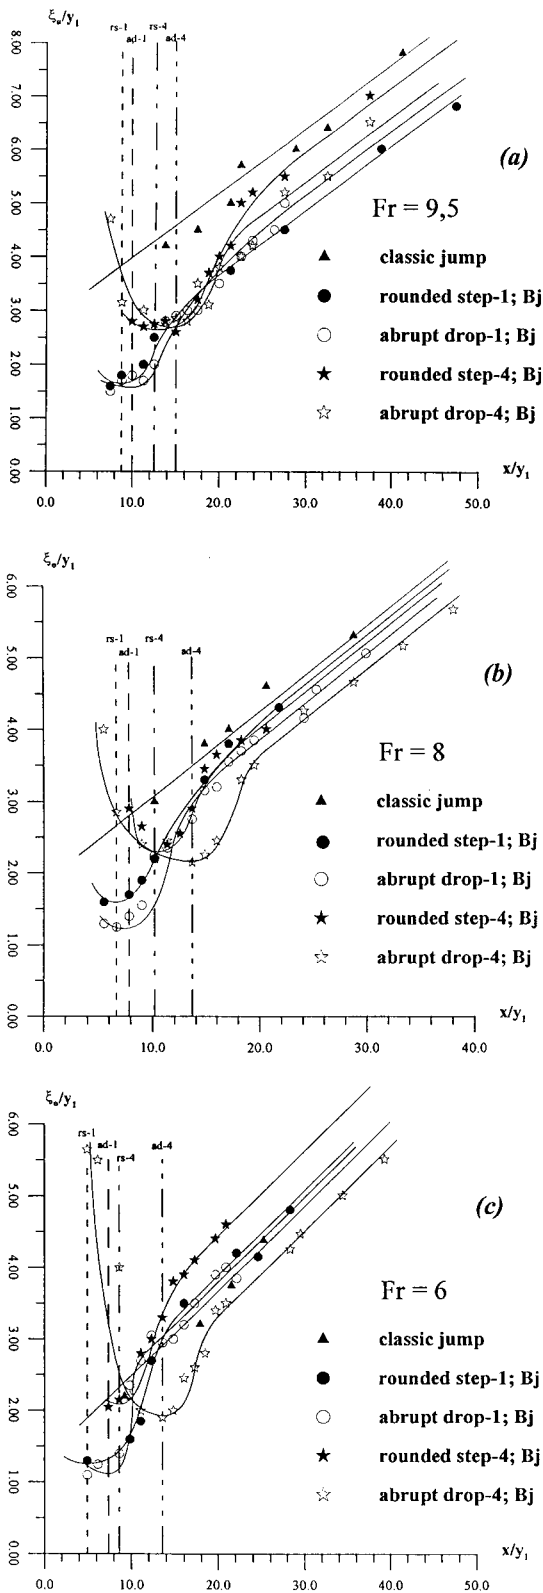 ξₒ/y₁
rs-1 rs-4
ad-1 ad-4
8.00
7.00
6.00
5.00
4.00
3.00
2.00
1.00
0.00
(a)
Fr = 9,5
classic jump
rounded step-1; Bj
abrupt drop-1; Bj
rounded step-4; Bj
abrupt drop-4; Bj
x/y₁
0.0 10.0 20.0 30.0 40.0 50.0
ξₒ/y₁
rs-1 rs-4
ad-1 ad-4
6.00
5.00
4.00
3.00
2.00
1.00
0.00
(b)
Fr = 8
classic jump
rounded step-1; Bj
abrupt drop-1; Bj
rounded step-4; Bj
abrupt drop-4; Bj
x/y₁
0.0 10.0 20.0 30.0 40.0
ξₒ/y₁
rs-1 ad-1 rs-4 ad-4
6.00
5.00
4.00
3.00
2.00
1.00
0.00
(c)
Fr = 6
classic jump
rounded step-1; Bj
abrupt drop-1; Bj
rounded step-4; Bj
abrupt drop-4; Bj
x/y₁
0.0 10.0 20.0 30.0 40.0 50.0